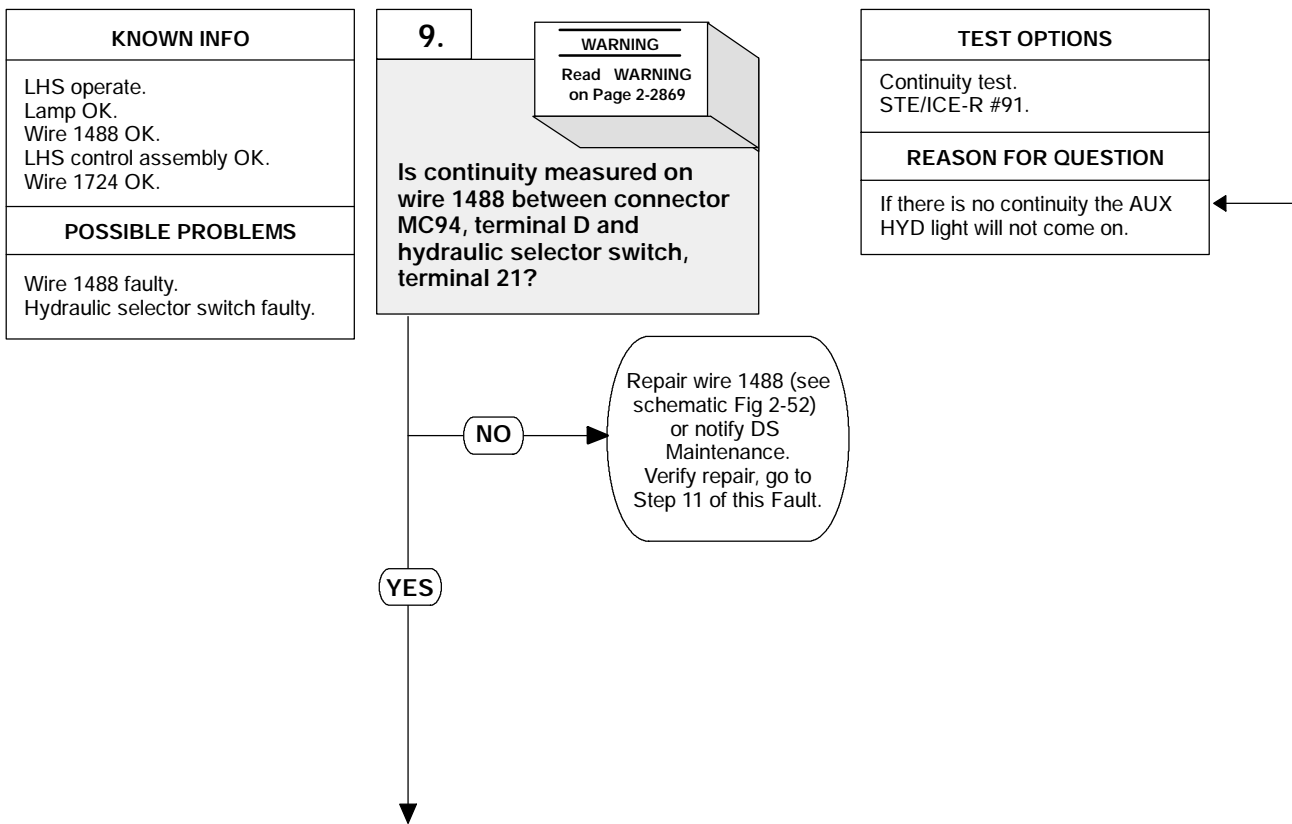 KNOWN INFO
LHS operate.
Lamp OK.
Wire 1488 OK.
LHS control assembly OK.
Wire 1724 OK.
POSSIBLE PROBLEMS
Wire 1488 faulty.
Hydraulic selector switch faulty.
9.
WARNING
Read WARNING
on Page 2-2869
Is continuity measured on
wire 1488 between connector
MC94, terminal D and
hydraulic selector switch,
terminal 21?
TEST OPTIONS
Continuity test.
STE/ICE-R #91.
REASON FOR QUESTION
If there is no continuity the AUX
HYD light will not come on.
NO
Repair wire 1488 (see
schematic Fig 2-52)
or notify DS
Maintenance.
Verify repair, go to
Step 11 of this Fault.
YES